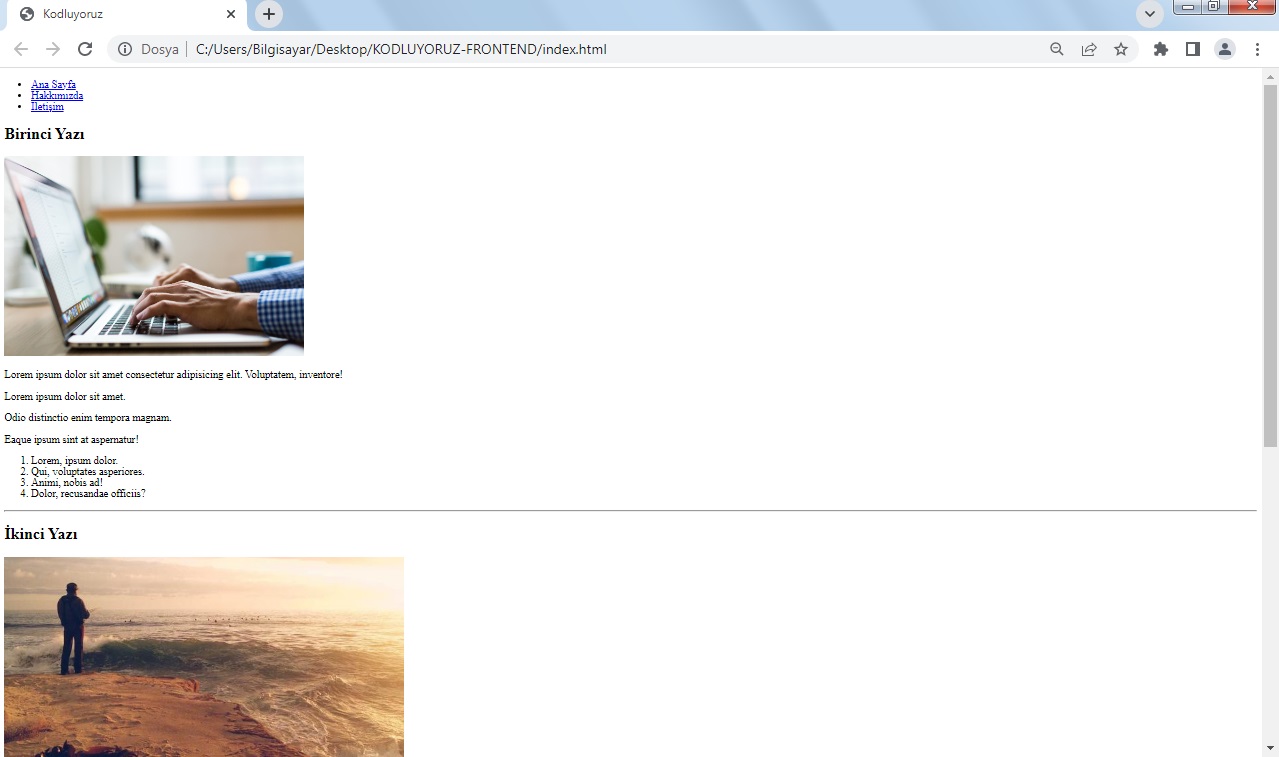 Kodluyoruz
Dosya C:/Users/Bilgisayar/Desktop/KODLUYORUZ-FRONTEND/index.html
Ana Sayfa
Hakkımızda
İletişim
Birinci Yazı
Lorem ipsum dolor sit amet consectetur adipisicing elit. Voluptatem, inventore!
Lorem ipsum dolor sit amet.
Odio distinctio enim tempora magnam.
Eaque ipsum sint at aspernatur!
1. Lorem, ipsum dolor.
2. Qui, voluptates asperiores.
3. Animi, nobis ad!
4. Dolor, recusandae officiis?
İkinci Yazı